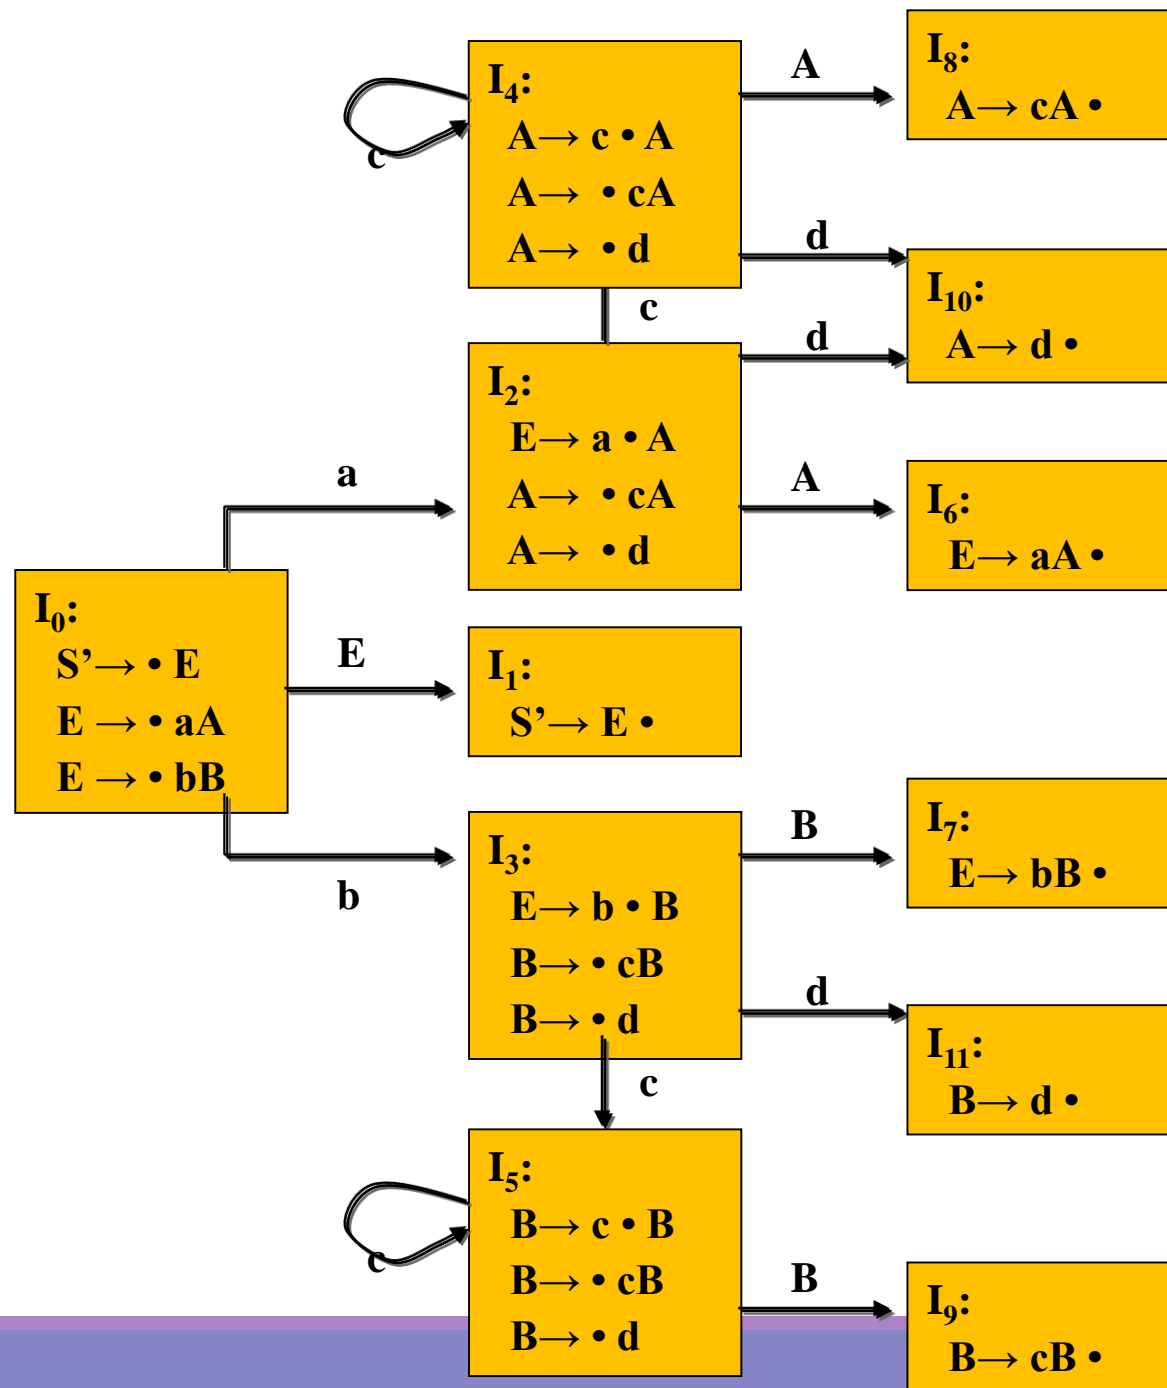 I₄:
A→ c • A
A→ • cA
A→ • d
c
A
I₈:
A→ cA •
d
I₁₀:
A→ d •
c
d
I₂:
E→ a • A
A→ • cA
A→ • d
A
I₆:
E→ aA •
a
I₀:
S’→ • E
E → • aA
E → • bB
E
I₁:
S’→ E •
b
I₃:
E→ b • B
B→ • cB
B→ • d
B
I₇:
E→ bB •
d
I₁₁:
B→ d •
c
I₅:
B→ c • B
B→ • cB
B→ • d
c
B
I₉:
B→ cB •